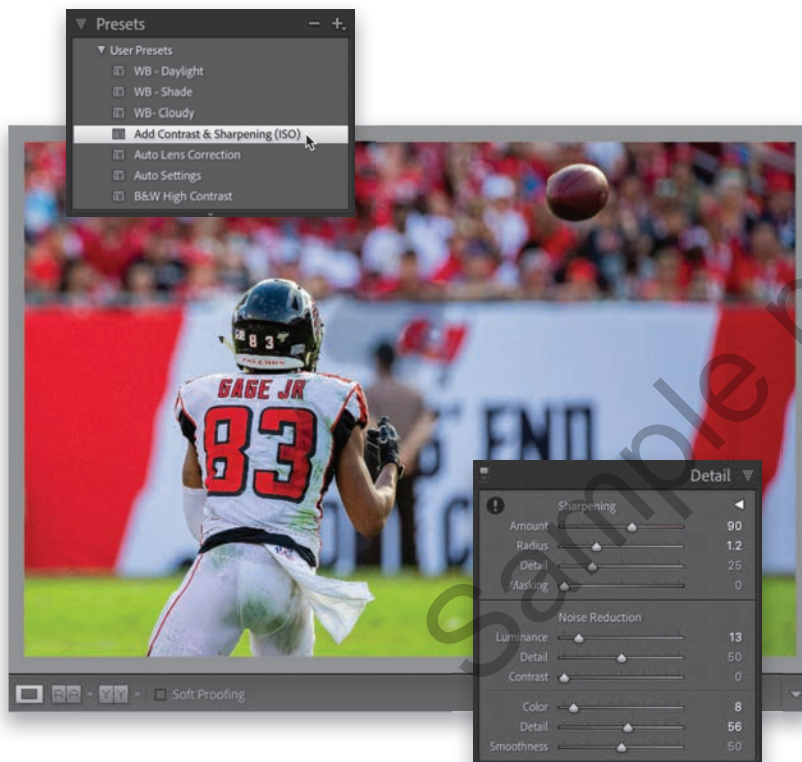 Presets
User Presets
WB - Daylight
WB - Shade
WB- Cloudy
Add Contrast & Sharpening (ISO)
Auto Lens Correction
Auto Settings
B&W High Contrast
8 3
FALCONS
GAGE JR
83
END
Detail
Sharpening
Amount 90
Radius 1.2
Detail 25
Masking 0
Noise Reduction
Luminance 13
Detail 50
Contrast 0
Color 8
Detail 56
Smoothness 50
Soft Proofing
Sample